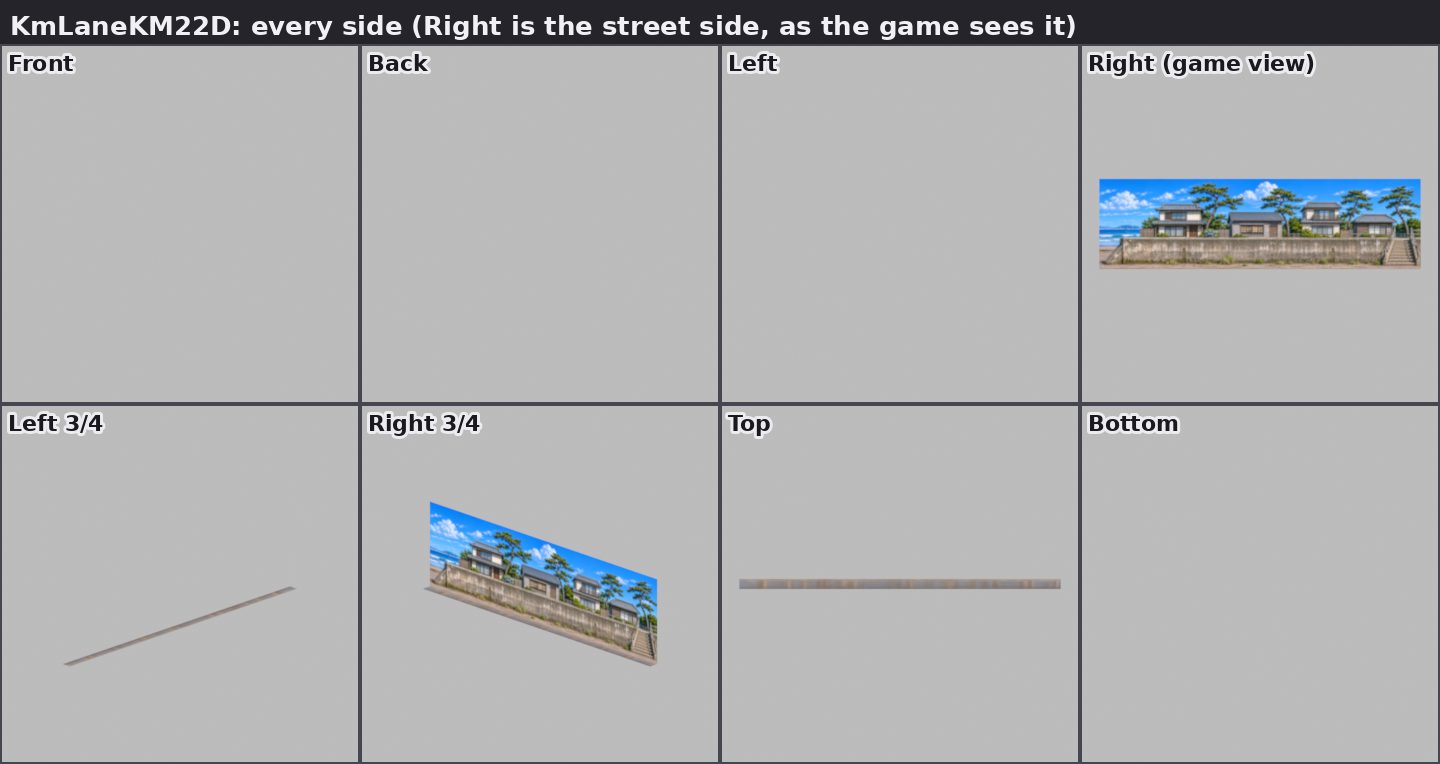 KmLaneKM22D: every side (Right is the street side, as the game sees it)
Front
Back
Left
Right (game view)
Left 3/4
Right 3/4
Top
Bottom